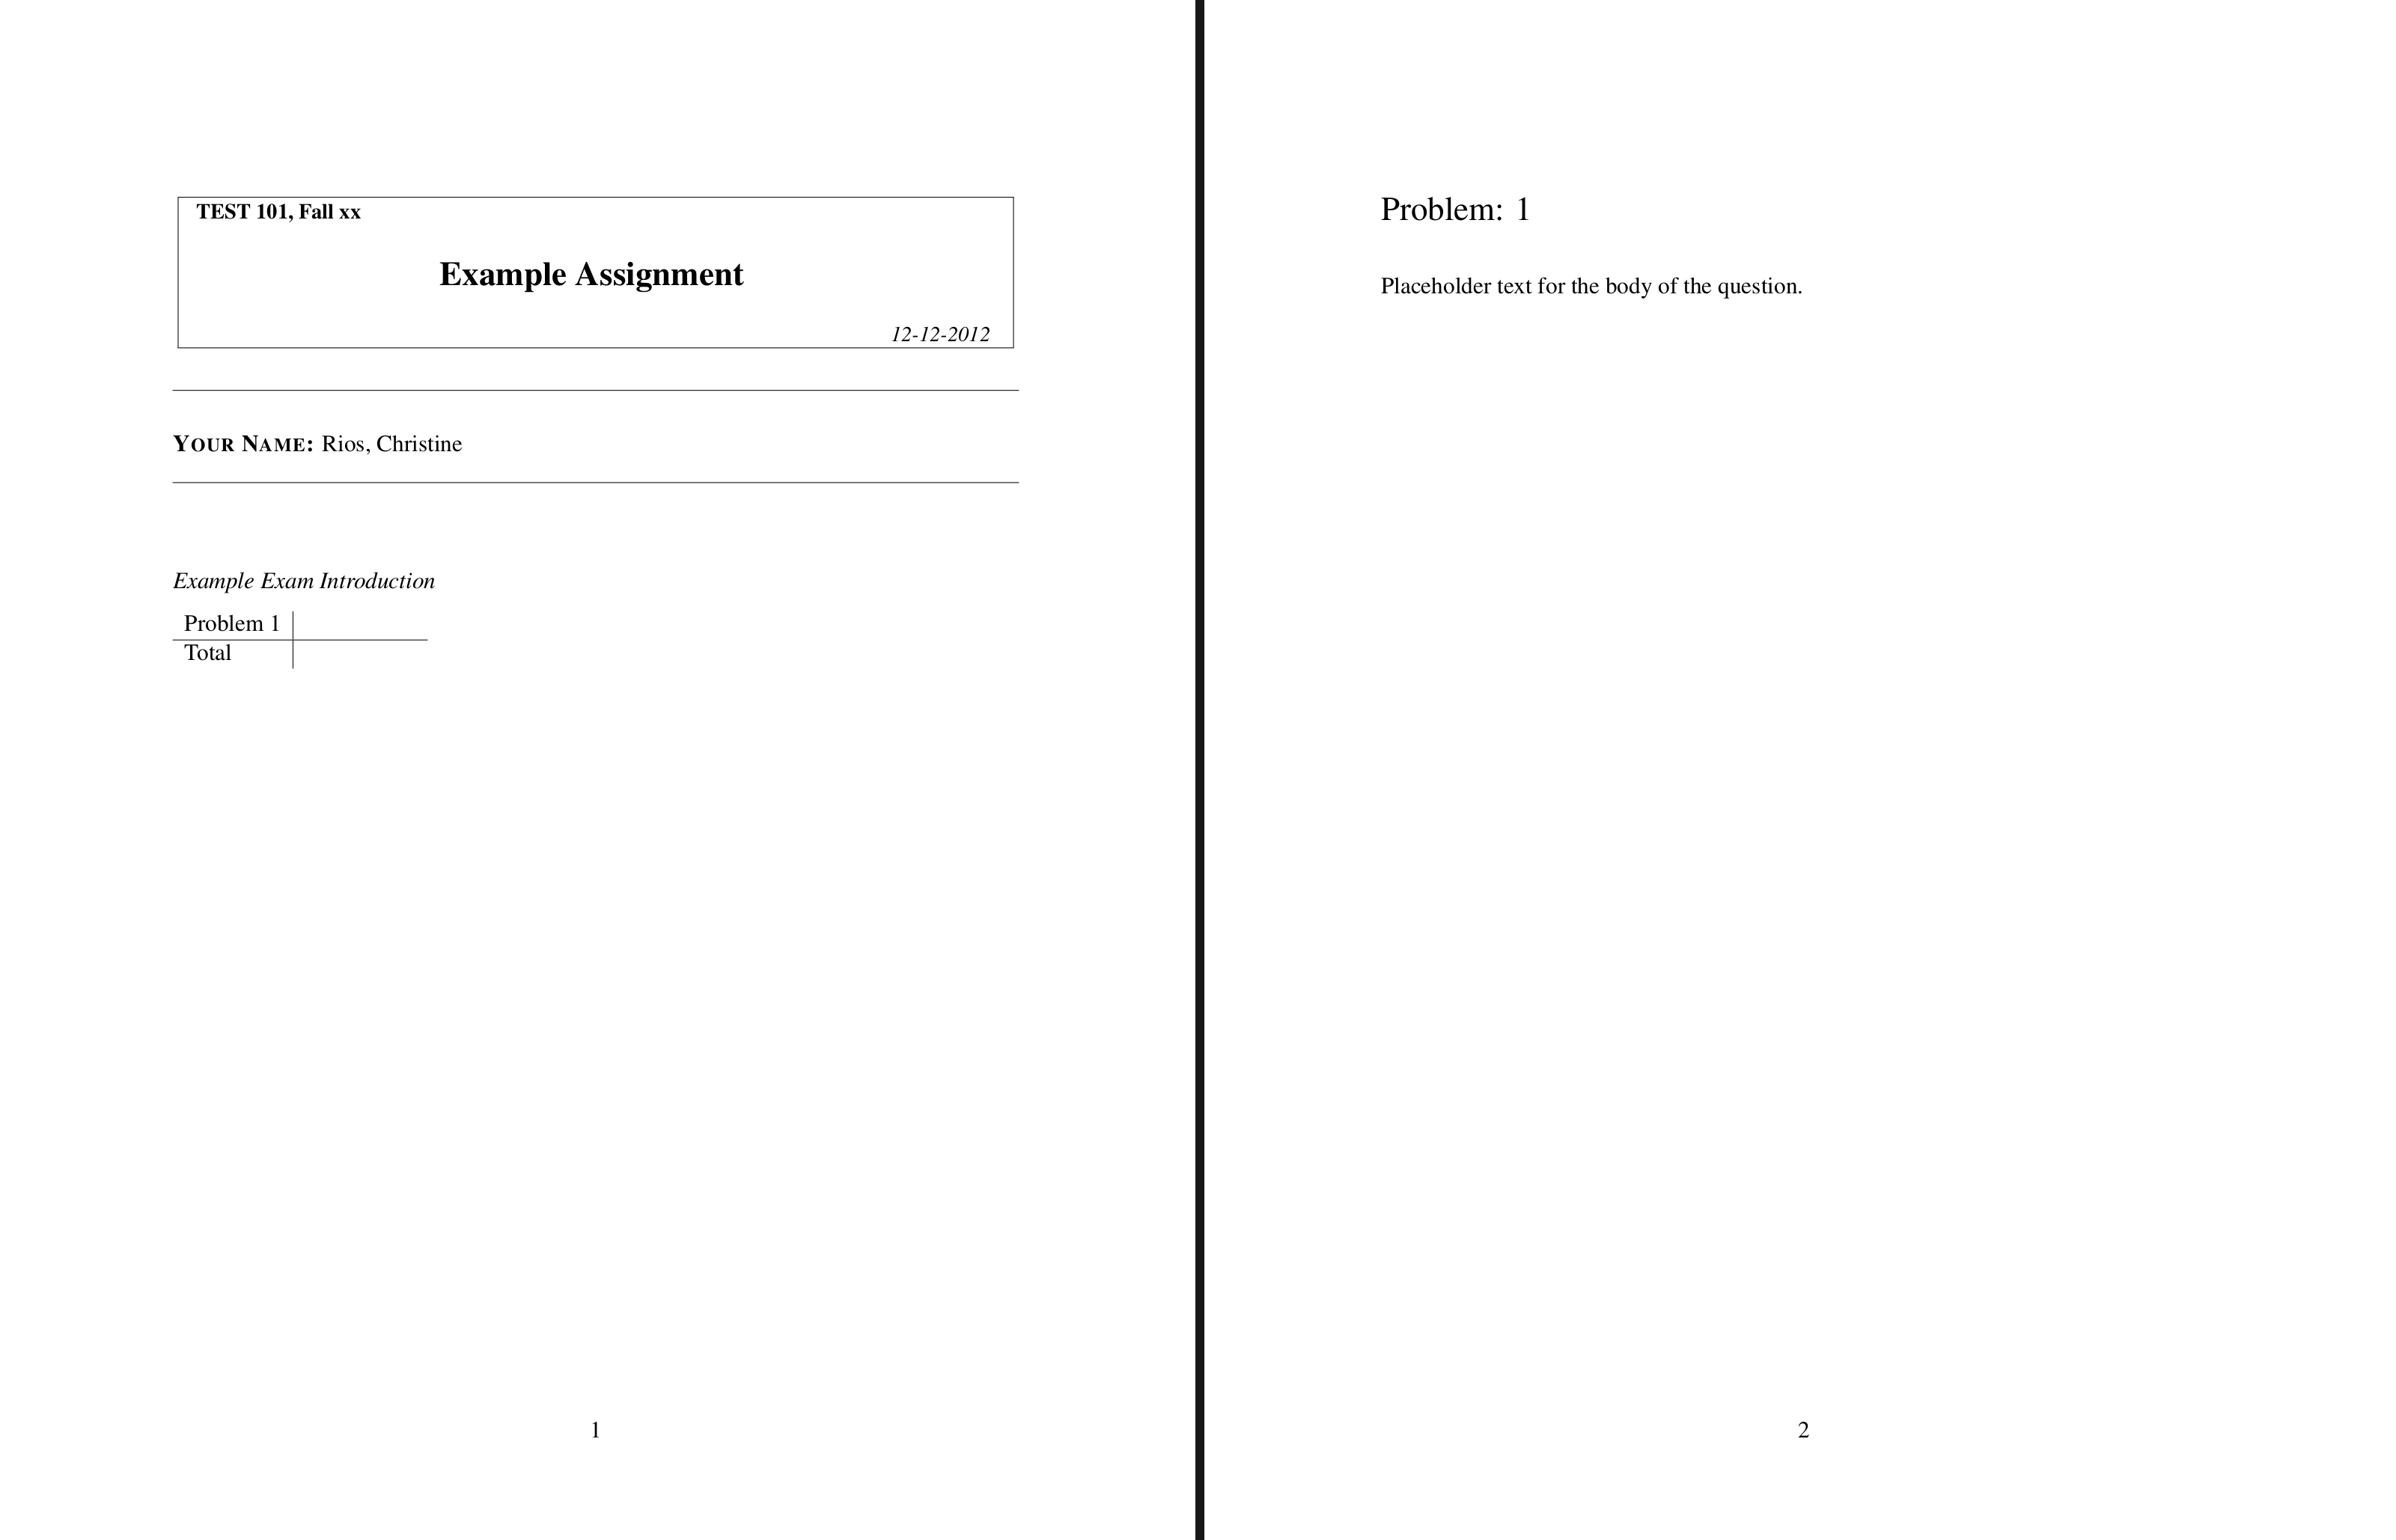 TEST 101, Fall xx
Example Assignment
12-12-2012
YOUR NAME: Rios, Christine
Example Exam Introduction
Problem 1
Total
1
Problem: 1
Placeholder text for the body of the question.
2